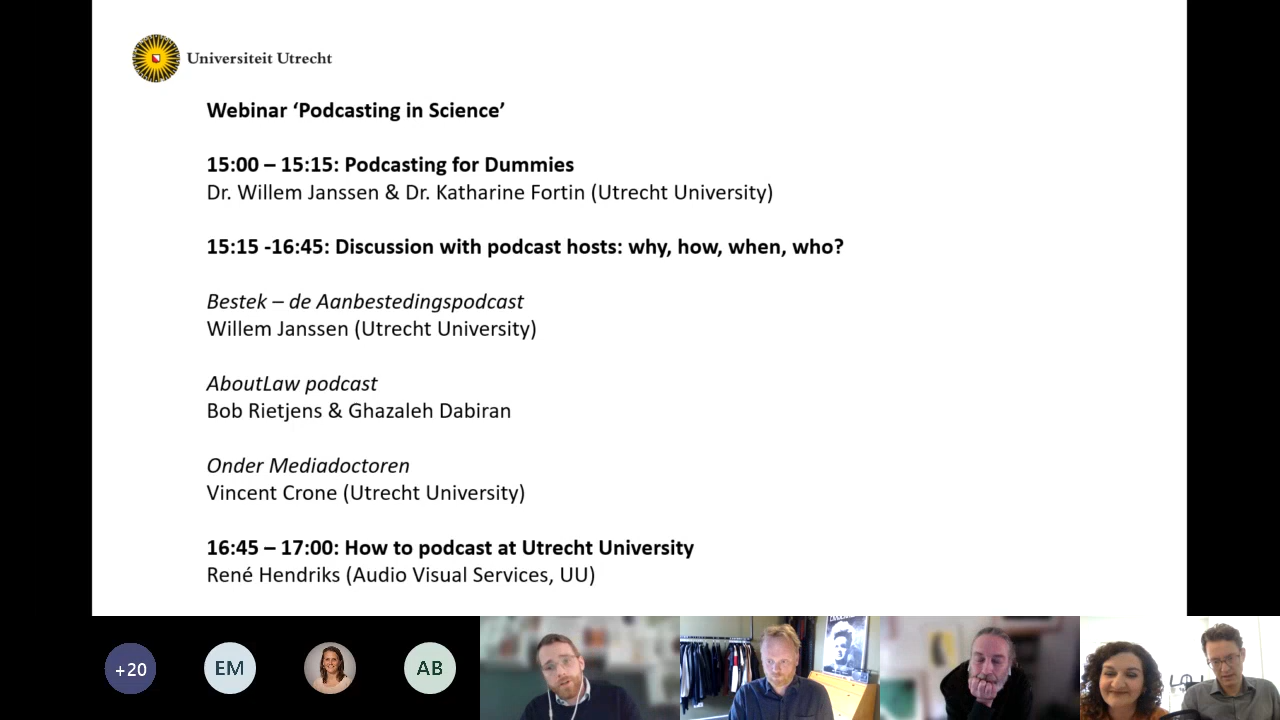 Universiteit Utrecht
Webinar ‘Podcasting in Science’
15:00 – 15:15: Podcasting for Dummies
Dr. Willem Janssen & Dr. Katharine Fortin (Utrecht University)
15:15 -16:45: Discussion with podcast hosts: why, how, when, who?
Bestek – de Aanbestedingspodcast
Willem Janssen (Utrecht University)
AboutLaw podcast
Bob Rietjens & Ghazaleh Dabiran
Onder Mediadoctoren
Vincent Crone (Utrecht University)
16:45 – 17:00: How to podcast at Utrecht University
René Hendriks (Audio Visual Services, UU)
+20
EM
AB